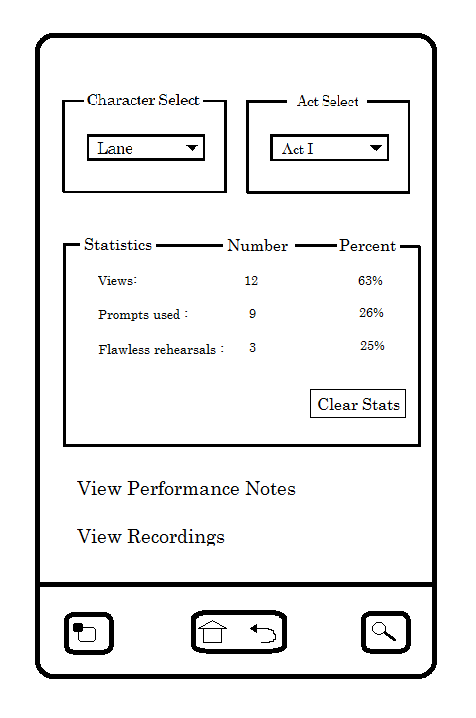 Character Select Act Select
Lane Act I
Statistics Number Percent
Views: 12 63%
Prompts used : 9 26%
Flawless rehearsals : 3 25%
Clear Stats
View Performance Notes
View Recordings